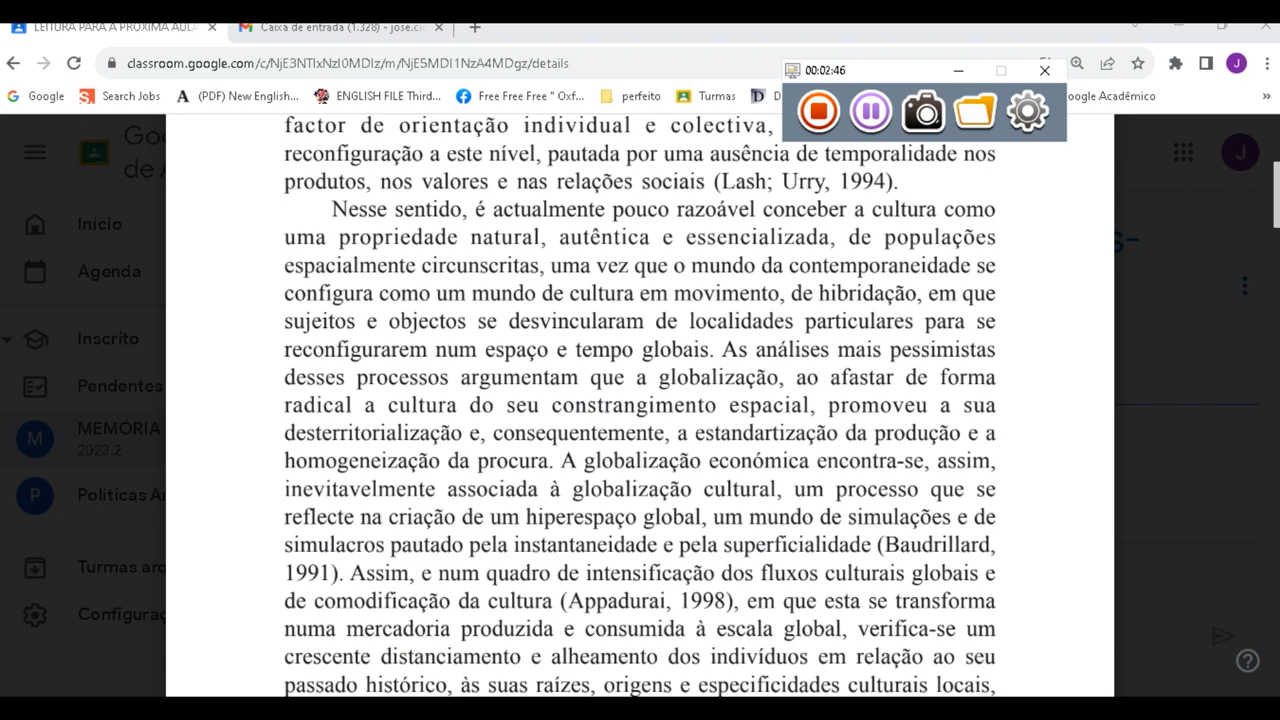 LEITURA PARA A PRÓXIMA AULA
Caixa de entrada (1.328) - jose.ci
classroom.google.com/c/NjE3NTIxNzI0MDIz/m/NjE5MDI1NzA4MDgz/details
00:02:46
J
Google
Search Jobs
(PDF) New English...
ENGLISH FILE Third...
Free Free Free " Oxf...
perfeito
Turmas
D
oogle Acadêmico
»
Goo
de A
J
Início
Agenda
Inscrito
Pendentes
M
MEMÓRIA
2023.2
P
Políticas
Turmas arq
Configuraç
s-
factor de orientação individual e colectiva,
reconfiguração a este nível, pautada por uma ausência de temporalidade nos
produtos, nos valores e nas relações sociais (Lash; Urry, 1994).
Nesse sentido, é actualmente pouco razoável conceber a cultura como
uma propriedade natural, autêntica e essencializada, de populações
espacialmente circunscritas, uma vez que o mundo da contemporaneidade se
configura como um mundo de cultura em movimento, de hibridação, em que
sujeitos e objectos se desvincularam de localidades particulares para se
reconfigurarem num espaço e tempo globais. As análises mais pessimistas
desses processos argumentam que a globalização, ao afastar de forma
radical a cultura do seu constrangimento espacial, promoveu a sua
desterritorialização e, consequentemente, a estandartização da produção e a
homogeneização da procura. A globalização económica encontra-se, assim,
inevitavelmente associada à globalização cultural, um processo que se
reflecte na criação de um hiperespaço global, um mundo de simulações e de
simulacros pautado pela instantaneidade e pela superficialidade (Baudrillard,
1991). Assim, e num quadro de intensificação dos fluxos culturais globais e
de comodificação da cultura (Appadurai, 1998), em que esta se transforma
numa mercadoria produzida e consumida à escala global, verifica-se um
crescente distanciamento e alheamento dos indivíduos em relação ao seu
passado histórico, às suas raízes, origens e especificidades culturais locais,